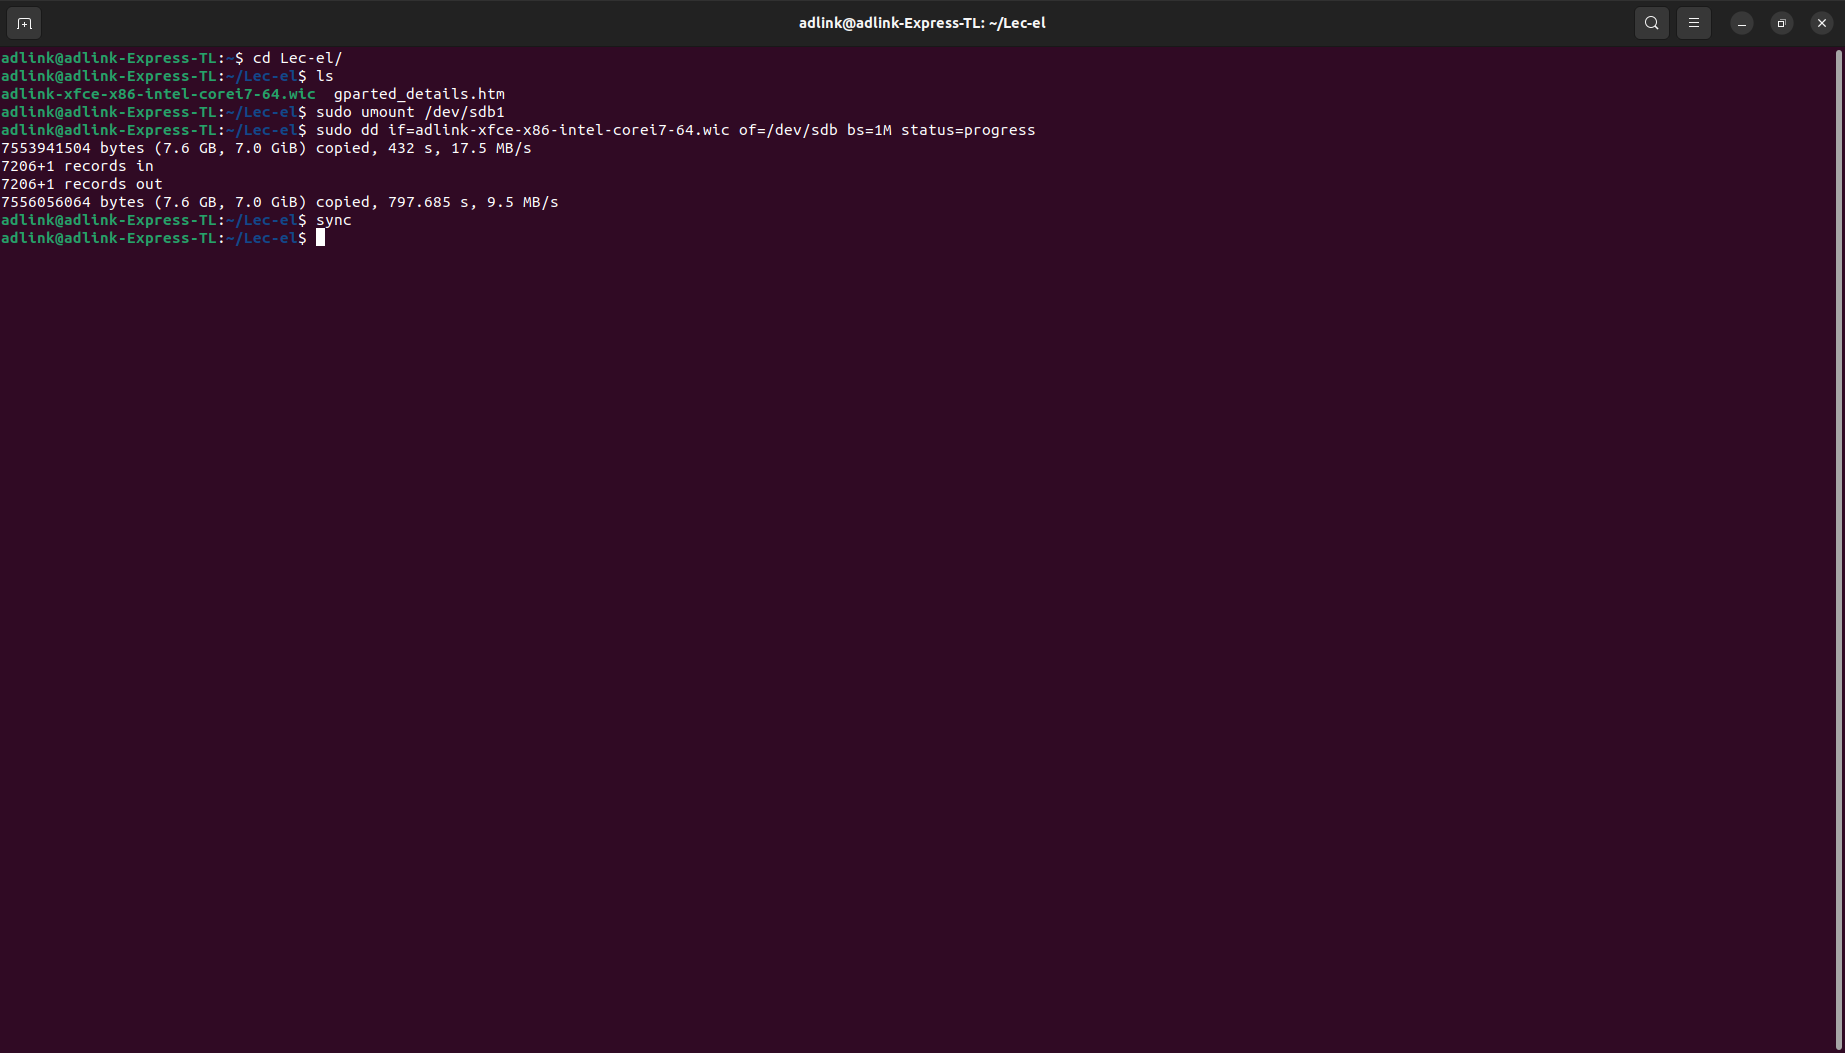 adlink@adlink-Express-TL: ~/Lec-el
adlink@adlink-Express-TL:~$ cd Lec-el/
adlink@adlink-Express-TL:~/Lec-el$ ls
adlink-xfce-x86-intel-corei7-64.wic  gparted_details.htm
adlink@adlink-Express-TL:~/Lec-el$ sudo umount /dev/sdb1
adlink@adlink-Express-TL:~/Lec-el$ sudo dd if=adlink-xfce-x86-intel-corei7-64.wic of=/dev/sdb bs=1M status=progress
7553941504 bytes (7.6 GB, 7.0 GiB) copied, 432 s, 17.5 MB/s
7206+1 records in
7206+1 records out
7556056064 bytes (7.6 GB, 7.0 GiB) copied, 797.685 s, 9.5 MB/s
adlink@adlink-Express-TL:~/Lec-el$ sync
adlink@adlink-Express-TL:~/Lec-el$